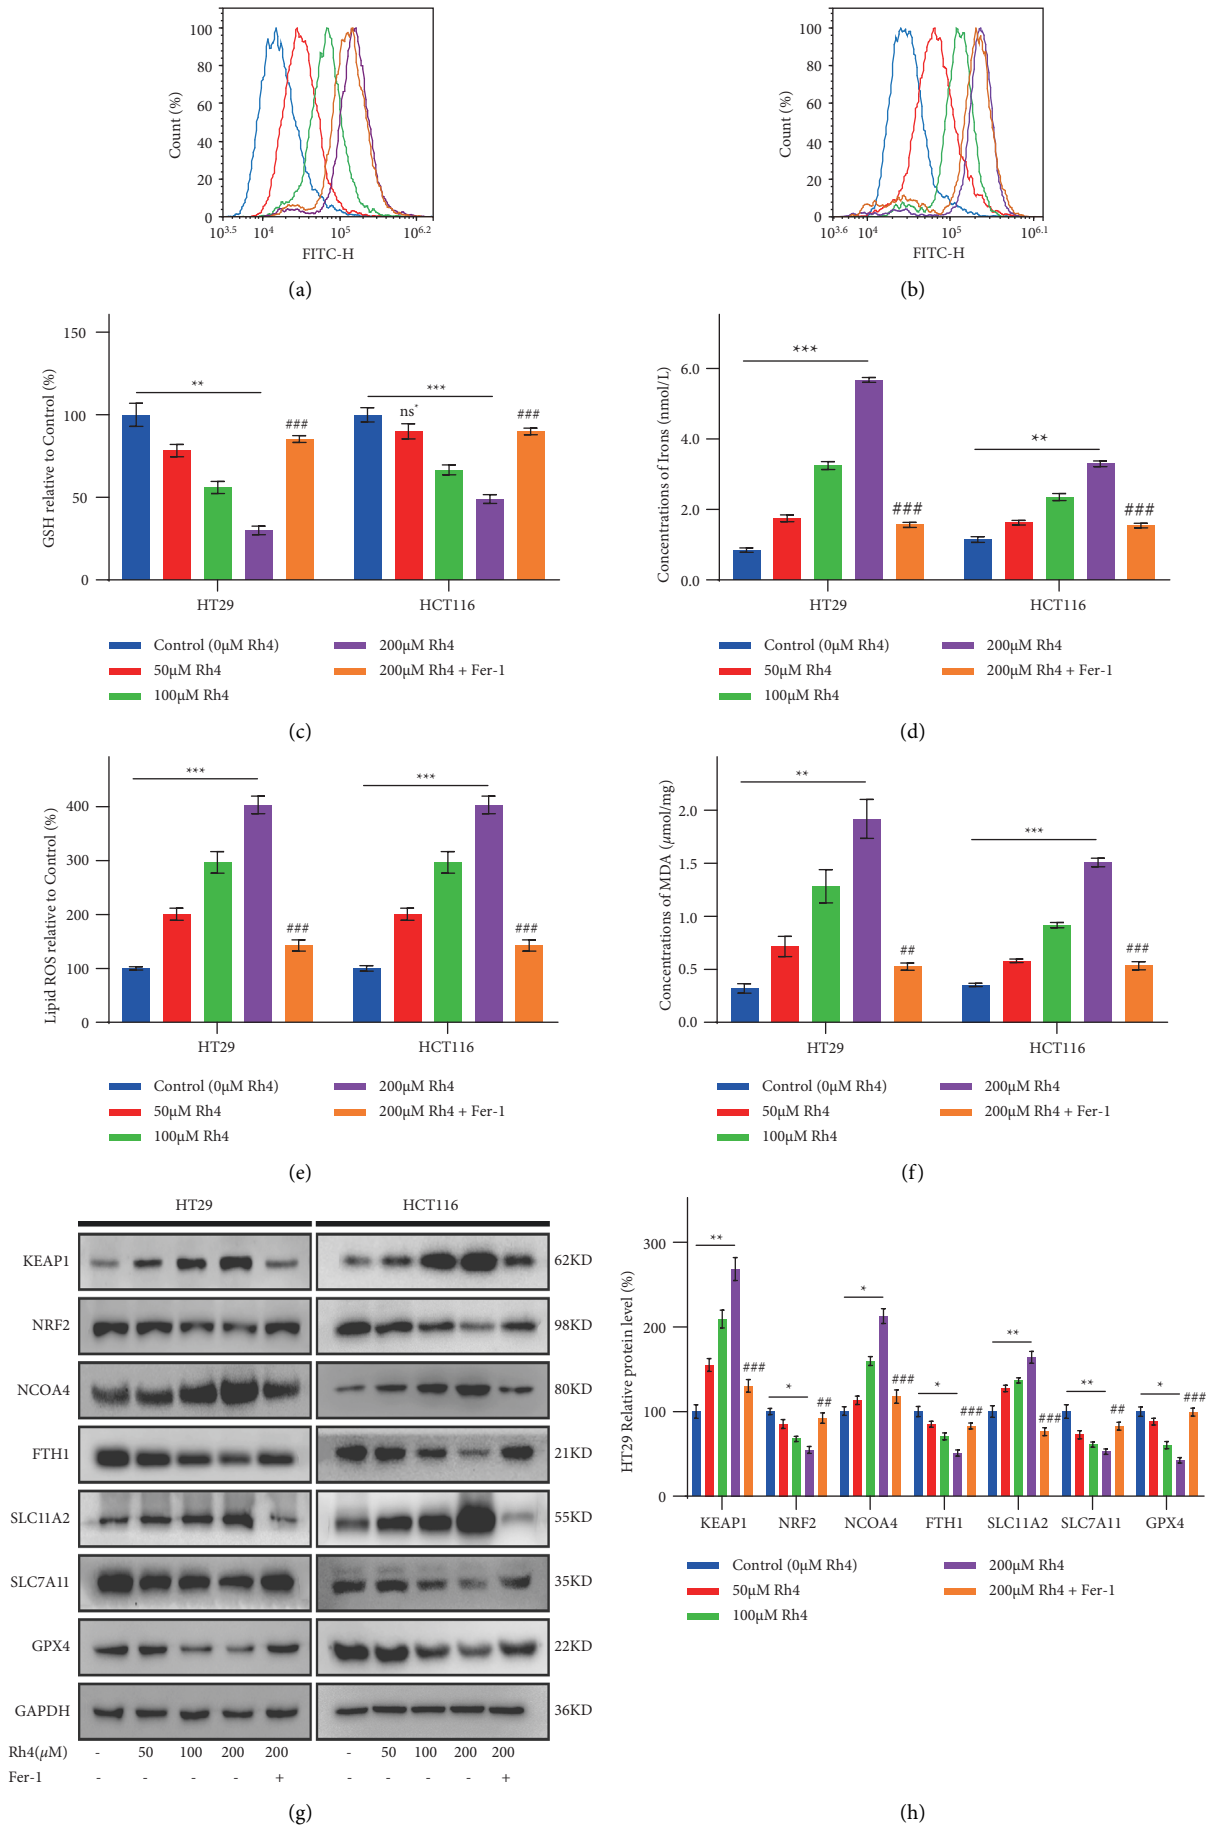 100
80
60
40
20
0
Count (%)
10^3.5 10^4 10^5 10^6.2
FITC-H
(a)
100
80
60
40
20
0
Count (%)
10^3.6 10^4 10^5 10^6.1
FITC-H
(b)
150
100
50
0
GSH relative to Control (%)
** ###
ns* *** ###
HT29 HCT116
Control (0μM Rh4) 200μM Rh4
50μM Rh4 200μM Rh4 + Fer-1
100μM Rh4
(c)
6.0
4.0
2.0
0.0
Concentrations of Irons (nmol/L)
*** ###
** ###
HT29 HCT116
Control (0μM Rh4) 200μM Rh4
50μM Rh4 200μM Rh4 + Fer-1
100μM Rh4
(d)
400
300
200
100
0
Lipid ROS relative to Control (%)
*** ###
*** ###
HT29 HCT116
Control (0μM Rh4) 200μM Rh4
50μM Rh4 200μM Rh4 + Fer-1
100μM Rh4
(e)
2.0
1.5
1.0
0.5
0.0
Concentrations of MDA (μmol/mg)
** ##
*** ###
HT29 HCT116
Control (0μM Rh4) 200μM Rh4
50μM Rh4 200μM Rh4 + Fer-1
100μM Rh4
(f)
HT29 HCT116
KEAP1 62KD
NRF2 98KD
NCOA4 80KD
FTH1 21KD
SLC11A2 55KD
SLC7A11 35KD
GPX4 22KD
GAPDH 36KD
Rh4(μM) - 50 100 200 200 - 50 100 200 200
Fer-1 - - - - + - - - - +
(g)
300
200
100
0
HT29 Relative protein level (%)
** ###
* ##
* ###
* ###
** ###
** ##
* ###
KEAP1 NRF2 NCOA4 FTH1 SLC11A2 SLC7A11 GPX4
Control (0μM Rh4) 200μM Rh4
50μM Rh4 200μM Rh4 + Fer-1
100μM Rh4
(h)